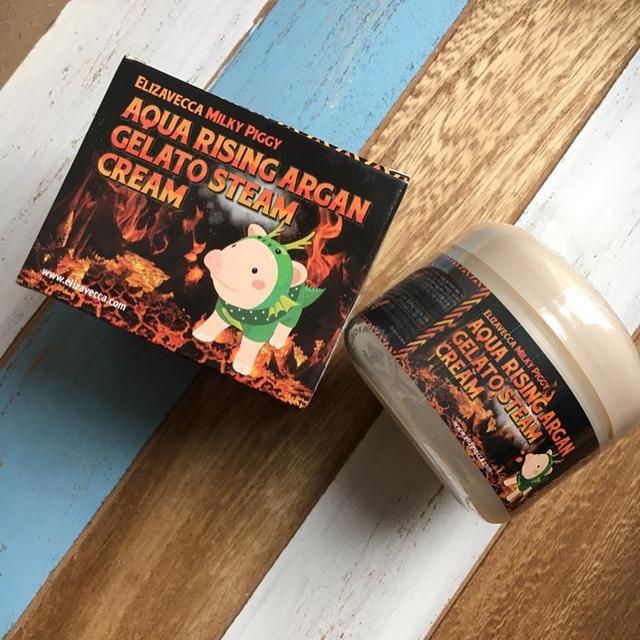 ELIZAVECCA MILKY PIGGY
AQUA RISING ARGAN
GELATO STEAM
CREAM
www.elizavecca.com
ELIZAVECCA MILKY PIGGY
AQUA RISING ARGAN
GELATO STEAM
CREAM